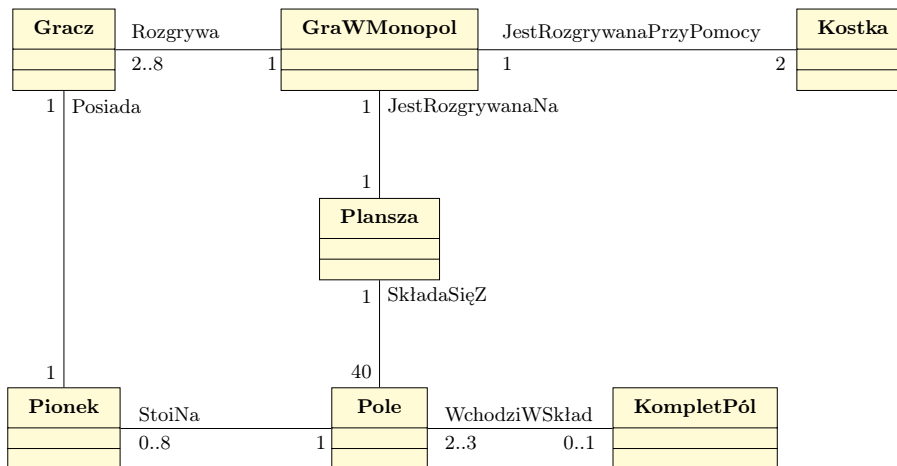 Gracz
Rozgrywa
GraWMonopol
JestRozgrywanaPrzyPomocy
Kostka
2..8
1
1
2
1
Posiada
1
JestRozgrywanaNa
1
Plansza
1
SkładaSięZ
1
40
Pionek
StoiNa
Pole
WchodziWSkład
KompletPól
0..8
1
2..3
0..1